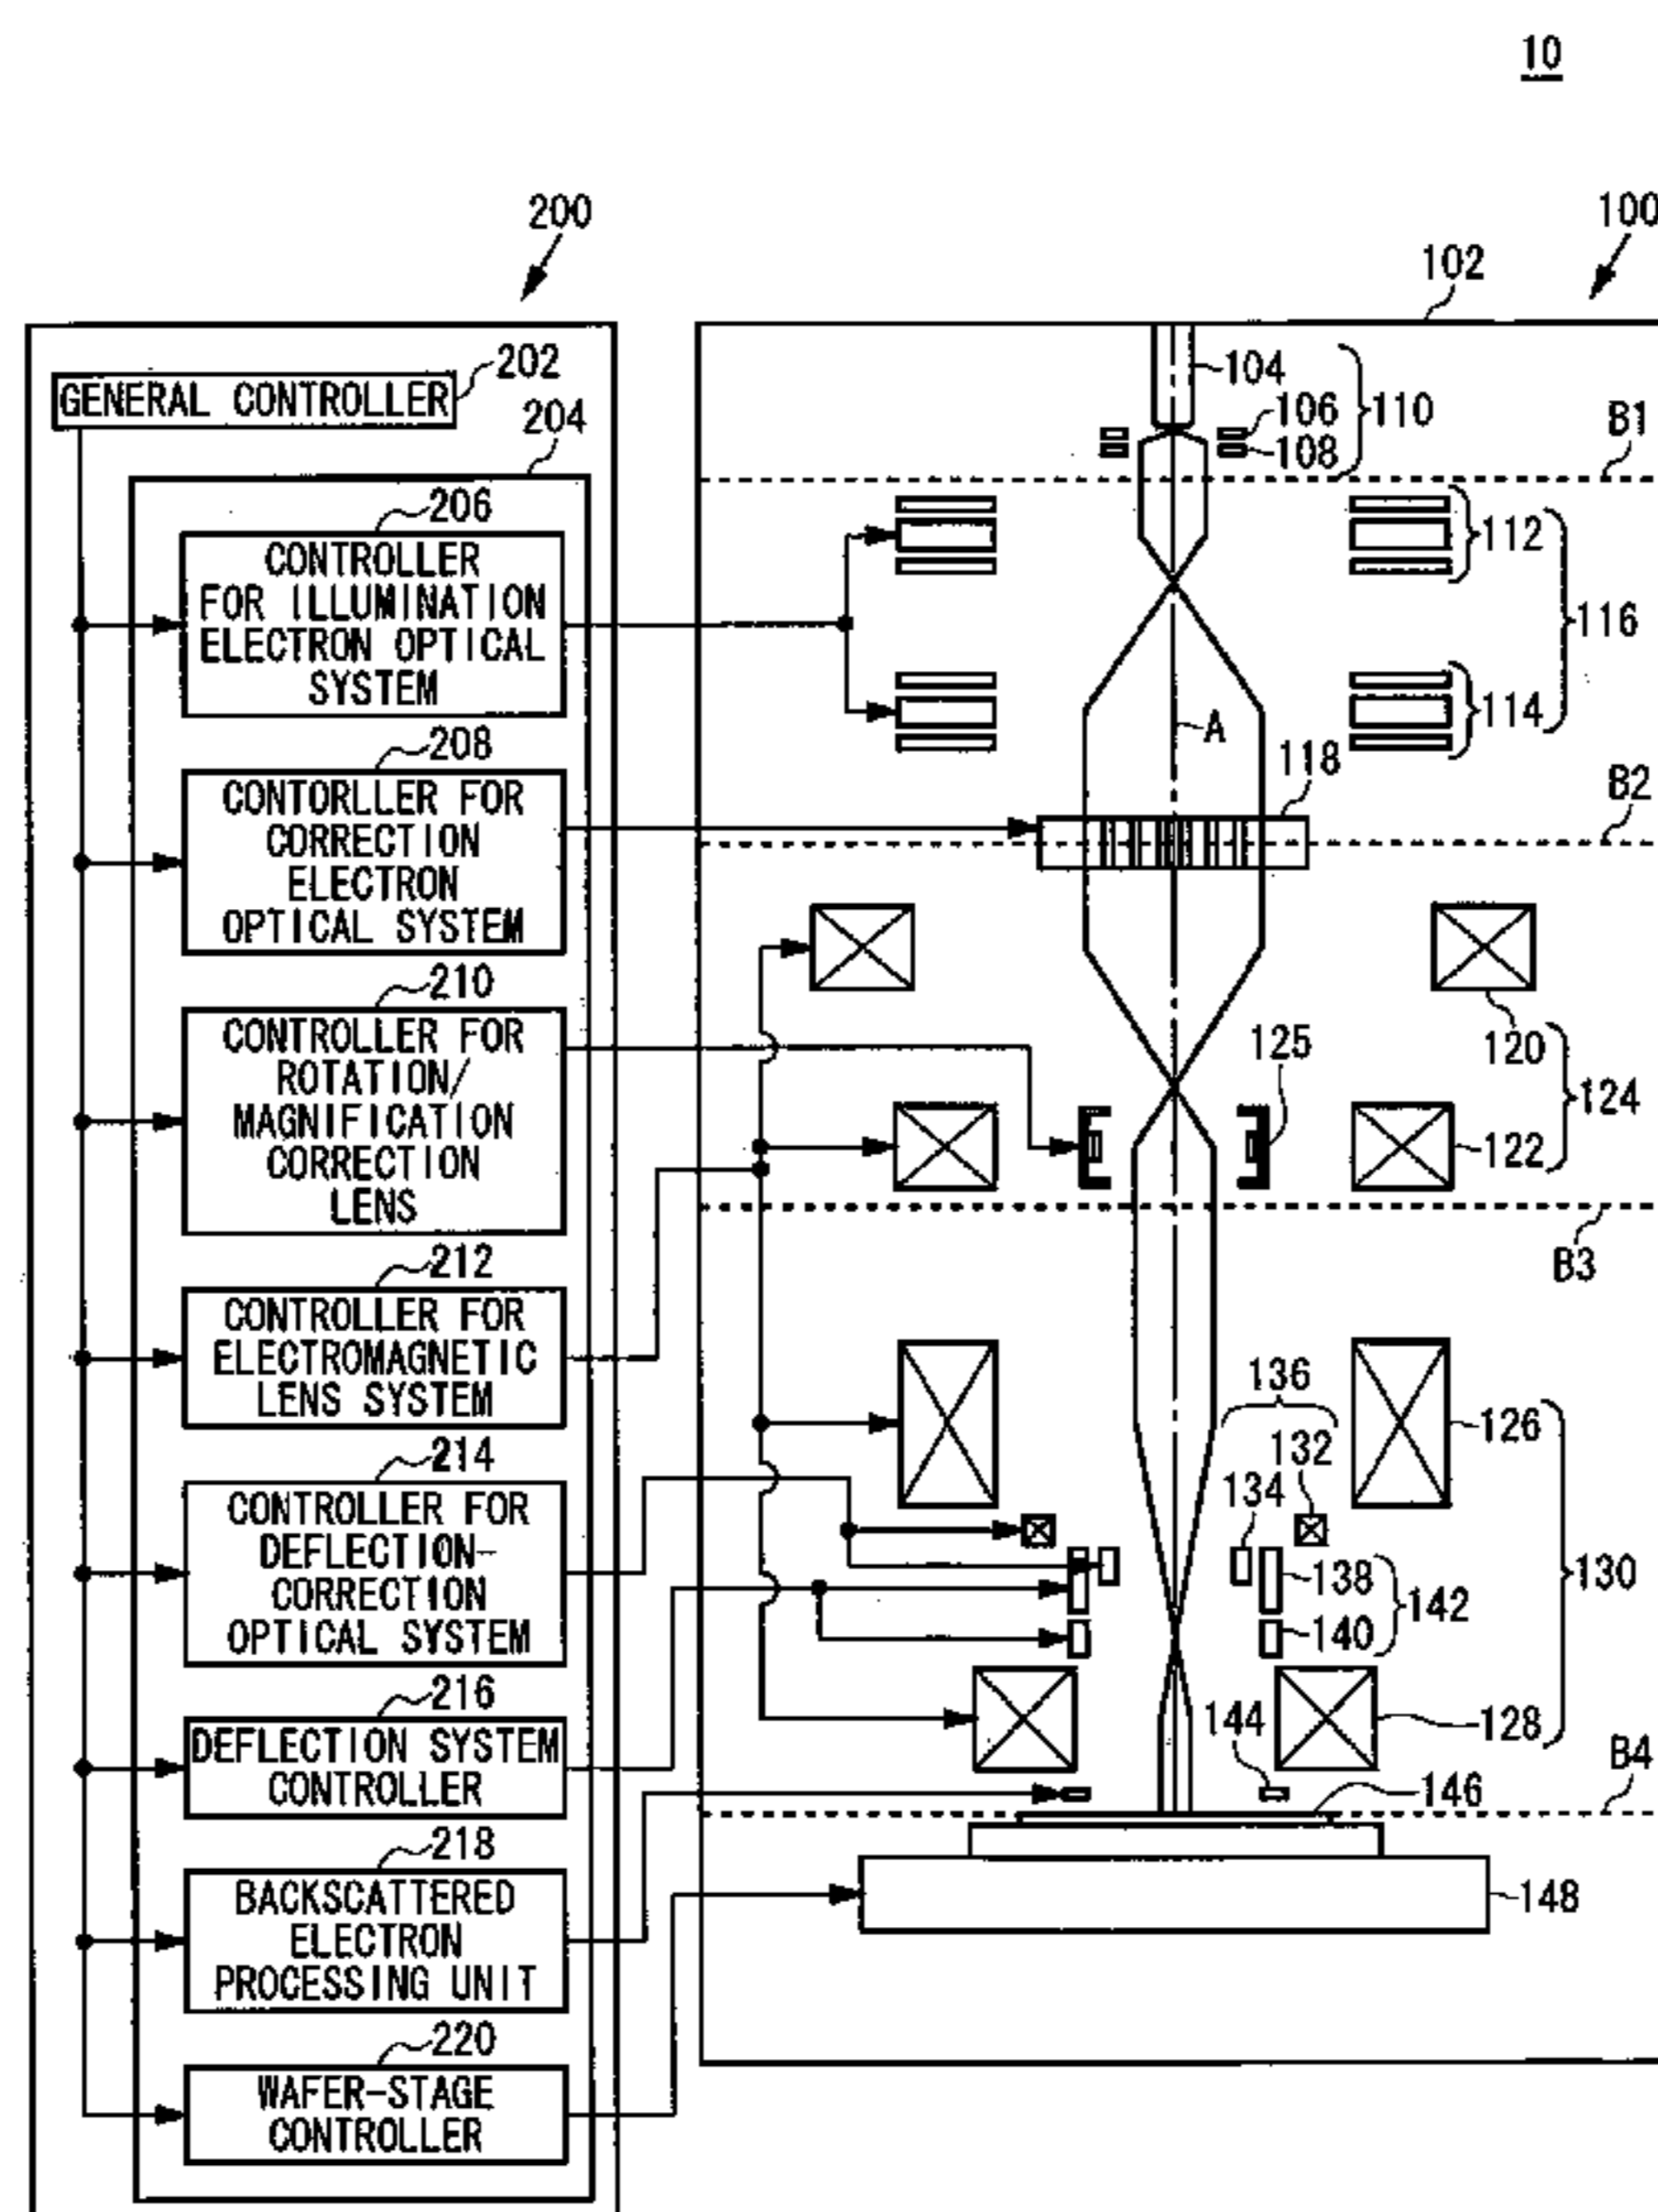 10
200
100
102
GENERAL CONTROLLER
202
204
104
106
108
110
B1
206
CONTROLLER
FOR ILLUMINATION
ELECTRON OPTICAL
SYSTEM
112
114
116
A
208
CONTORLLER FOR
CORRECTION
ELECTRON
OPTICAL SYSTEM
118
B2
210
CONTROLLER FOR
ROTATION/
MAGNIFICATION
CORRECTION
LENS
120
125
124
122
B3
212
CONTROLLER FOR
ELECTROMAGNETIC
LENS SYSTEM
136
126
132
134
214
CONTROLLER FOR
DEFLECTION-
CORRECTION
OPTICAL SYSTEM
138
140
142
130
216
DEFLECTION SYSTEM
CONTROLLER
144
128
B4
146
218
BACKSCATTERED
ELECTRON
PROCESSING UNIT
148
220
WAFER-STAGE
CONTROLLER